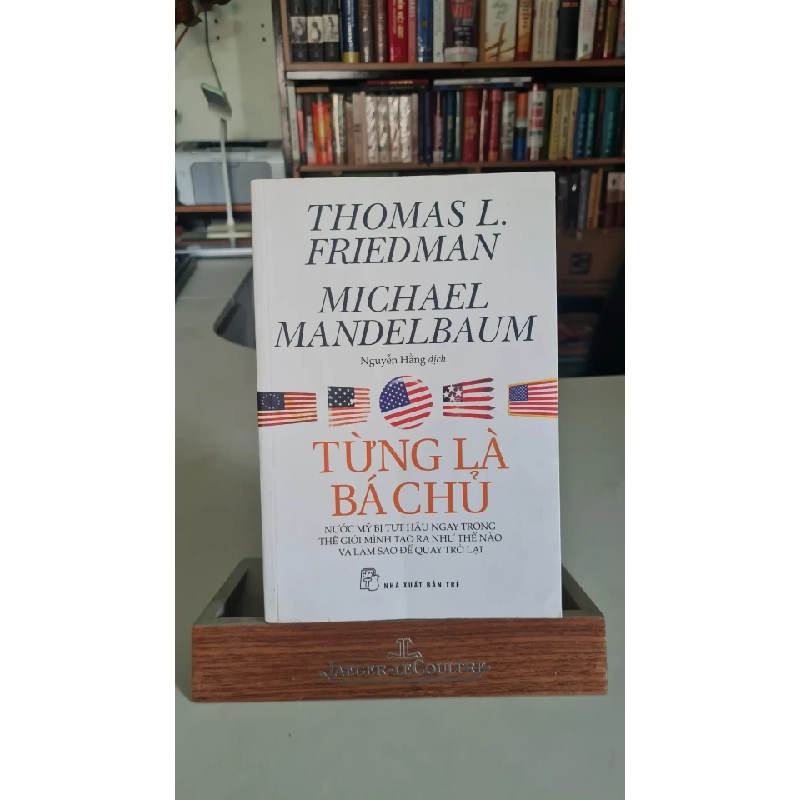 THOMAS L.
FRIEDMAN
MICHAEL
MANDELBAUM
Nguyễn Hằng dịch
TỪNG LÀ
BÁ CHỦ
NƯỚC MỸ BỊ TỤT HẬU NGAY TRONG
THẾ GIỚI MÌNH TẠO RA NHƯ THẾ NÀO
VÀ LÀM SAO ĐỂ QUAY TRỞ LẠI
NHÀ XUẤT BẢN TRẺ
JAEGER-LECOULTRE